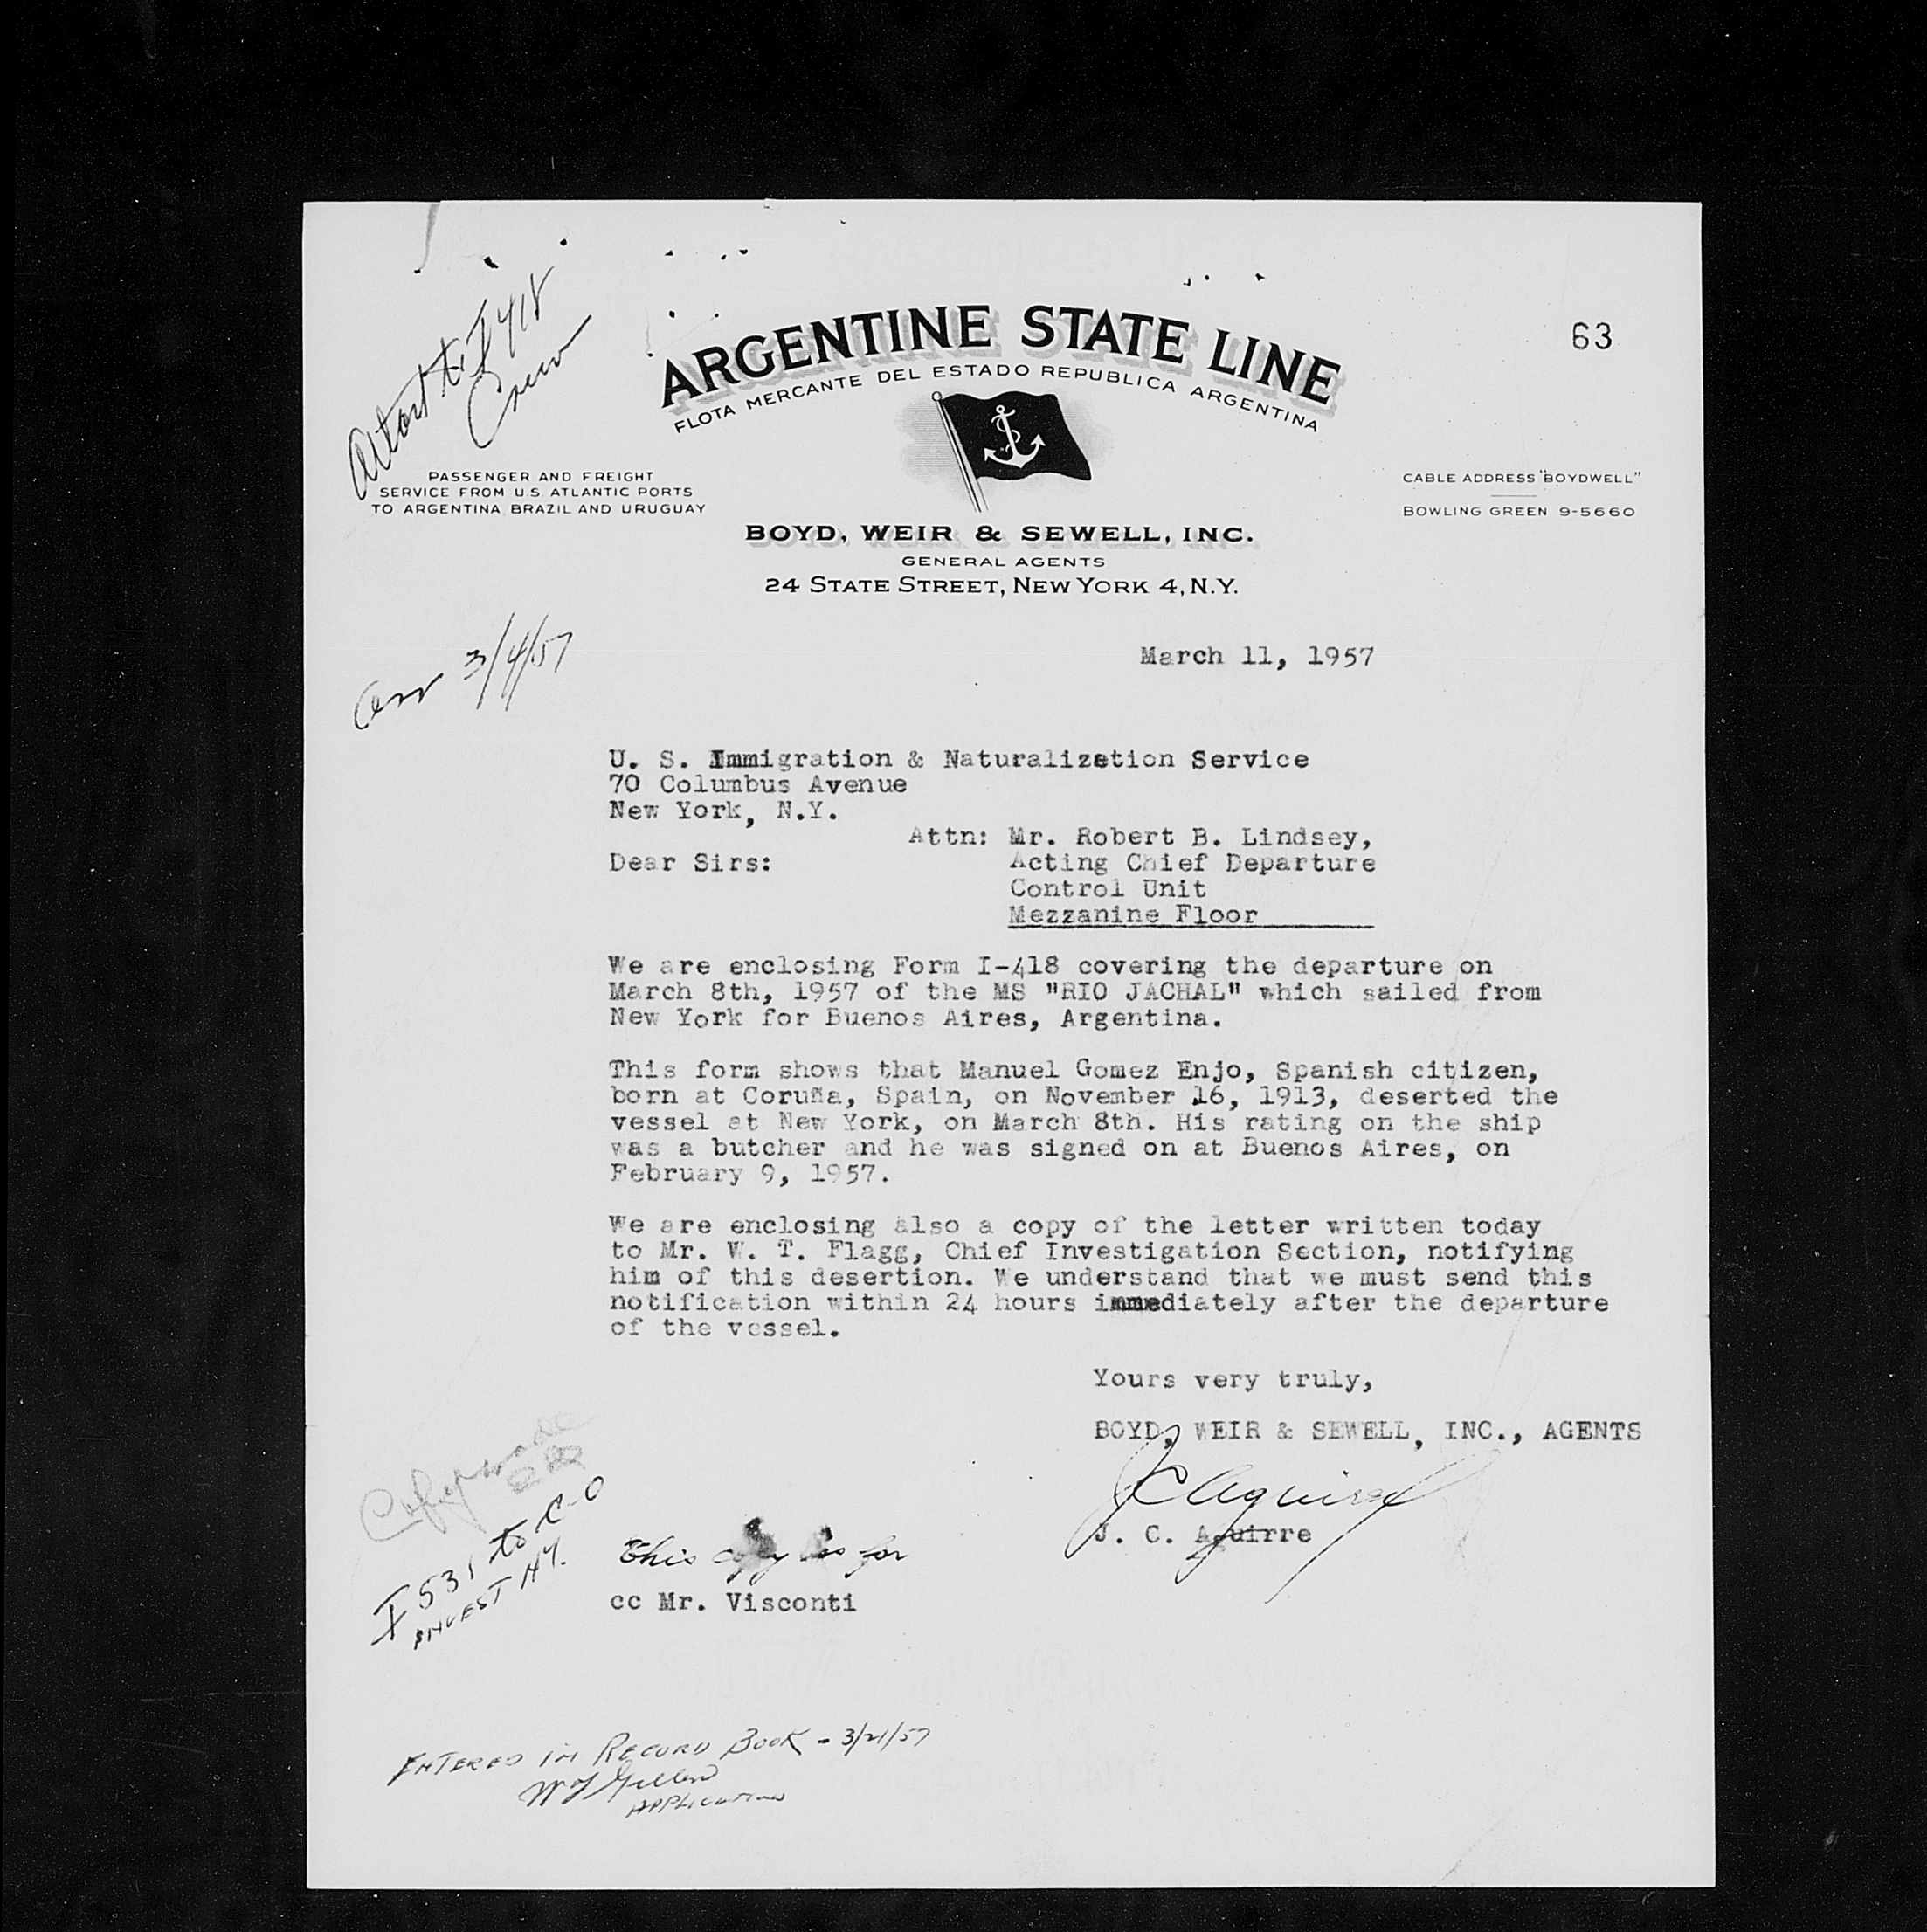 63
Attach to I 418
Crew
ARGENTINE STATE LINE
FLOTA MERCANTE DEL ESTADO REPUBLICA ARGENTINA
PASSENGER AND FREIGHT
SERVICE FROM U.S. ATLANTIC PORTS
TO ARGENTINA, BRAZIL AND URUGUAY
CABLE ADDRESS "BOYDWELL"
BOWLING GREEN 9-5660
BOYD, WEIR & SEWELL, INC.
GENERAL AGENTS
24 STATE STREET, NEW YORK 4, N.Y.
Arr 3/4/57
March 11, 1957
U. S. Immigration & Naturalization Service
70 Columbus Avenue
New York, N.Y.
Attn: Mr. Robert B. Lindsey,
Dear Sirs: Acting Chief Departure
Control Unit
Mezzanine Floor
We are enclosing Form I-418 covering the departure on
March 8th, 1957 of the MS "RIO JACHAL" which sailed from
New York for Buenos Aires, Argentina.
This form shows that Manuel Gomez Enjo, Spanish citizen,
born at Coruña, Spain, on November 16, 1913, deserted the
vessel at New York, on March 8th. His rating on the ship
was a butcher and he was signed on at Buenos Aires, on
February 9, 1957.
We are enclosing also a copy of the letter written today
to Mr. W. T. Flagg, Chief Investigation Section, notifying
him of this desertion. We understand that we must send this
notification within 24 hours immediately after the departure
of the vessel.
Yours very truly,
BOYD, WEIR & SEWELL, INC., AGENTS
J C Aguirre
J. C. Aguirre
Copy made
I 531 to C-O
INVEST NY.
This copy is for
cc Mr. Visconti
ENTERED IN RECORD BOOK - 3/21/57